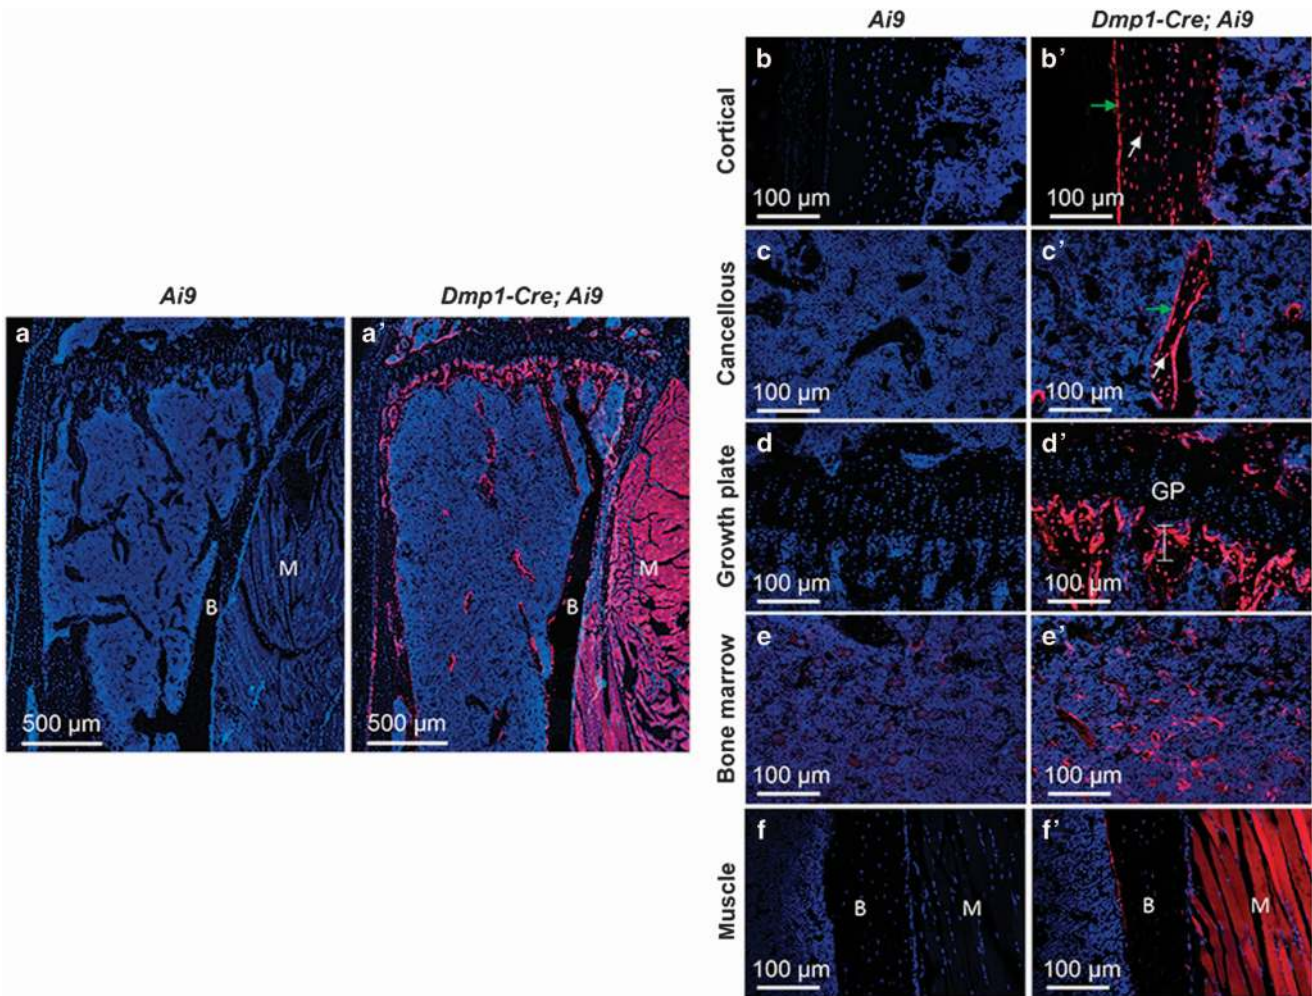 Ai9
Dmp1-Cre; Ai9
a
M
B
500 µm
a'
M
B
500 µm
Ai9
Dmp1-Cre; Ai9
Cortical
b
100 µm
b'
100 µm
Cancellous
c
100 µm
c'
100 µm
Growth plate
d
100 µm
d'
GP
100 µm
Bone marrow
e
100 µm
e'
100 µm
Muscle
f
B
M
100 µm
f'
B
M
100 µm